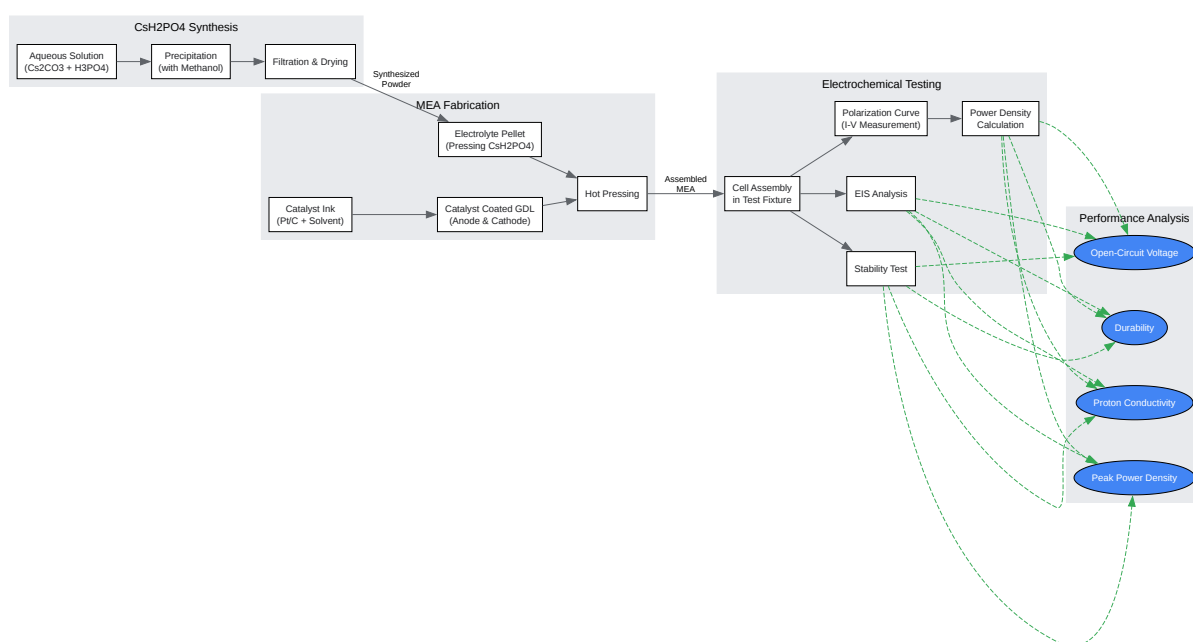 CsH2PO4 Synthesis
Aqueous Solution
(Cs2CO3 + H3PO4)
Precipitation
(with Methanol)
Filtration & Drying
Synthesized
Powder
MEA Fabrication
Electrolyte Pellet
(Pressing CsH2PO4)
Catalyst Ink
(Pt/C + Solvent)
Catalyst Coated GDL
(Anode & Cathode)
Hot Pressing
Assembled
MEA
Electrochemical Testing
Polarization Curve
(I-V Measurement)
Power Density
Calculation
Cell Assembly
in Test Fixture
EIS Analysis
Stability Test
Performance Analysis
Open-Circuit Voltage
Durability
Proton Conductivity
Peak Power Density